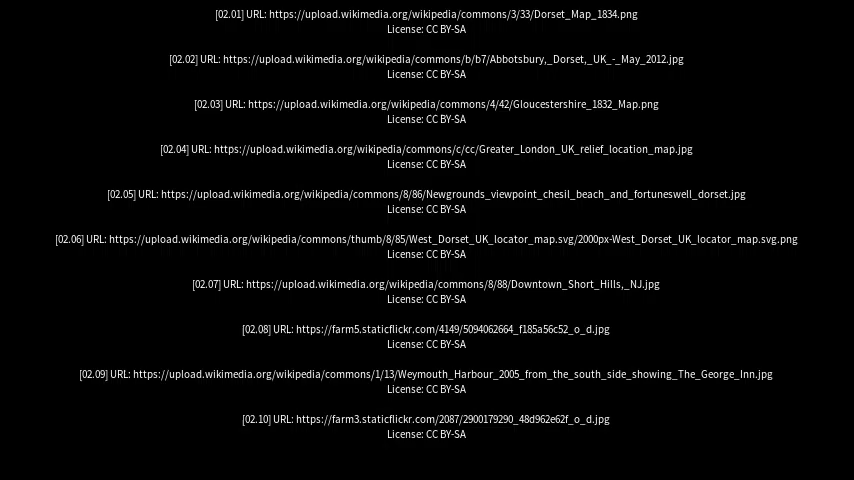 [02.01] URL: https://upload.wikimedia.org/wikipedia/commons/3/33/Dorset_Map_1834.png
License: CC BY-SA
[02.02] URL: https://upload.wikimedia.org/wikipedia/commons/b/b7/Abbotsbury,_Dorset,_UK_-_May_2012.jpg
License: CC BY-SA
[02.03] URL: https://upload.wikimedia.org/wikipedia/commons/4/42/Gloucestershire_1832_Map.png
License: CC BY-SA
[02.04] URL: https://upload.wikimedia.org/wikipedia/commons/c/cc/Greater_London_UK_relief_location_map.jpg
License: CC BY-SA
[02.05] URL: https://upload.wikimedia.org/wikipedia/commons/8/86/Newgrounds_viewpoint_chesil_beach_and_fortuneswell_dorset.jpg
License: CC BY-SA
[02.06] URL: https://upload.wikimedia.org/wikipedia/commons/thumb/8/85/West_Dorset_UK_locator_map.svg/2000px-West_Dorset_UK_locator_map.svg.png
License: CC BY-SA
[02.07] URL: https://upload.wikimedia.org/wikipedia/commons/8/88/Downtown_Short_Hills,_NJ.jpg
License: CC BY-SA
[02.08] URL: https://farm5.staticflickr.com/4149/5094062664_f185a56c52_o_d.jpg
License: CC BY-SA
[02.09] URL: https://upload.wikimedia.org/wikipedia/commons/1/13/Weymouth_Harbour_2005_from_the_south_side_showing_The_George_Inn.jpg
License: CC BY-SA
[02.10] URL: https://farm3.staticflickr.com/2087/2900179290_48d962e62f_o_d.jpg
License: CC BY-SA